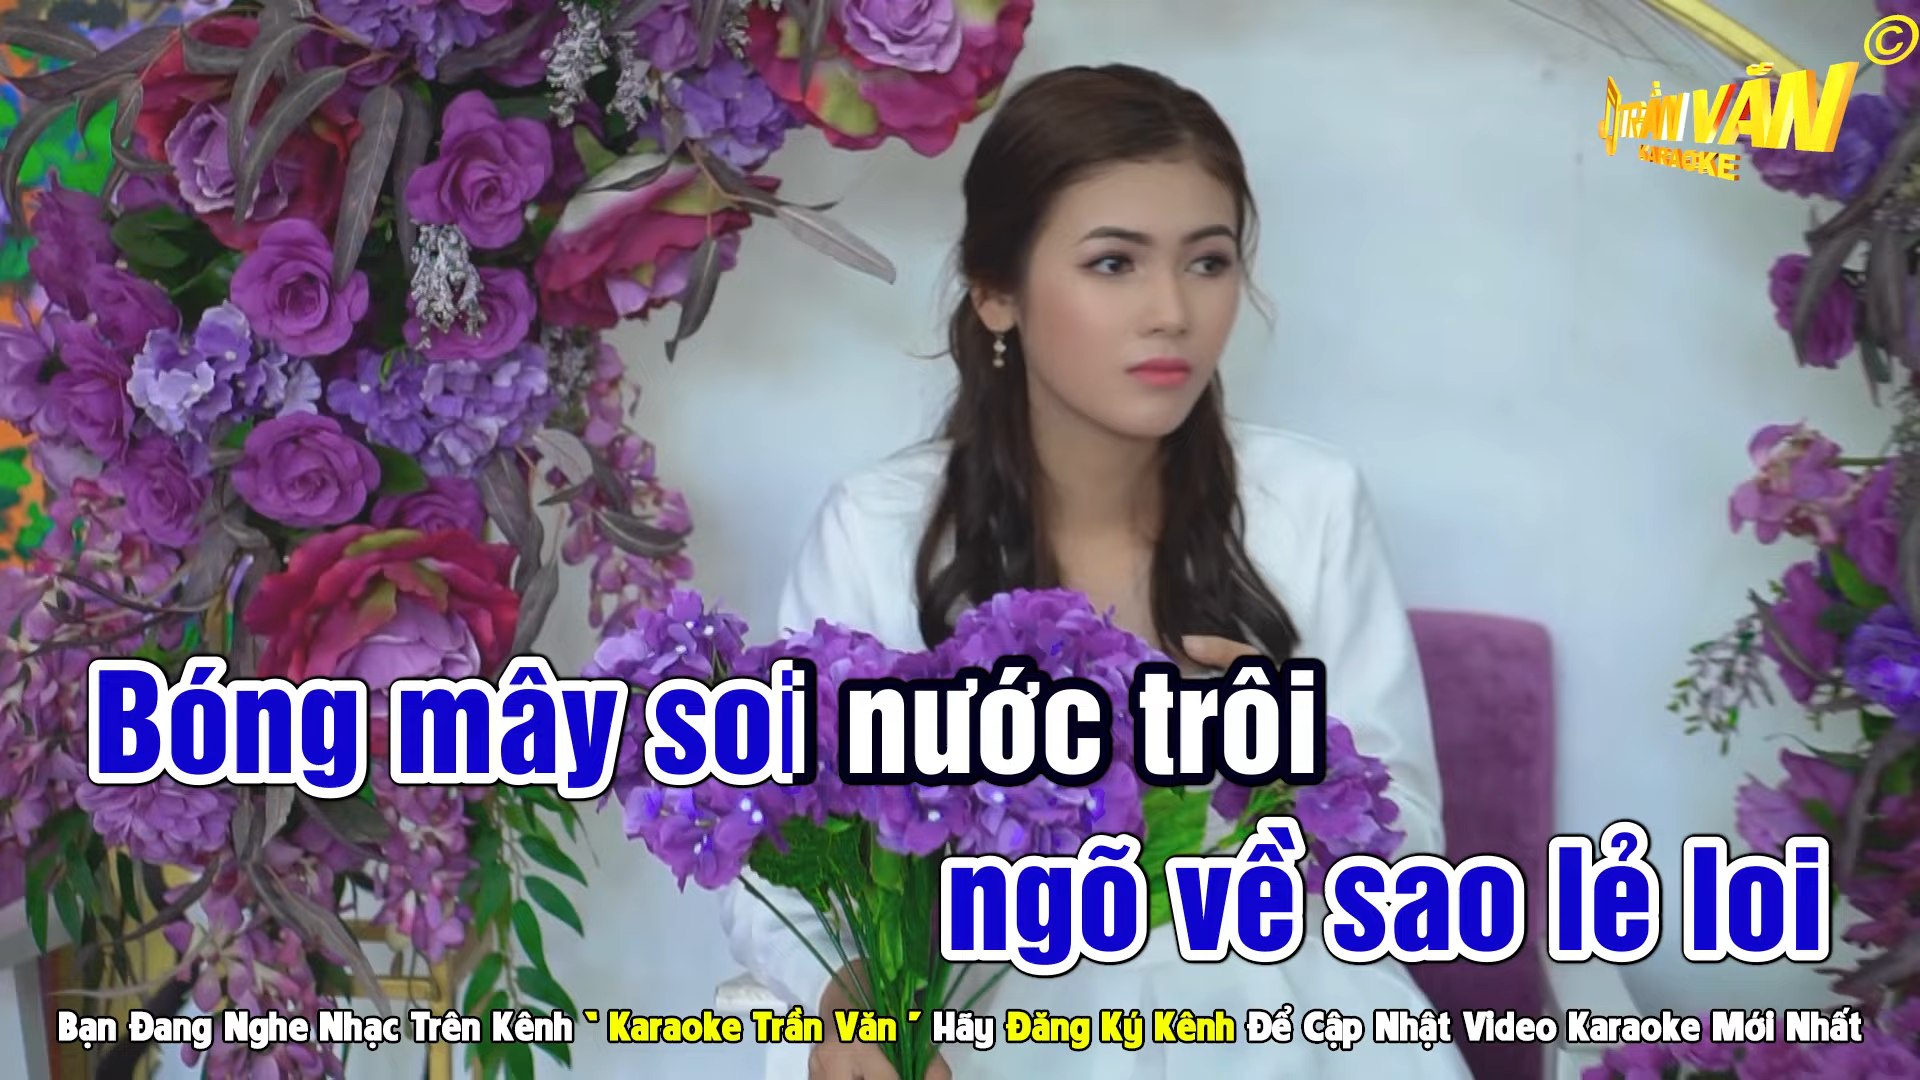 ©
TRẦN VĂN
KARAOKE
Bóng mây soi nước trôi
ngõ về sao lẻ loi
Bạn Đang Nghe Nhạc Trên Kênh ` Karaoke Trần Văn ´ Hãy Đăng Ký Kênh Để Cập Nhật Video Karaoke Mới Nhất